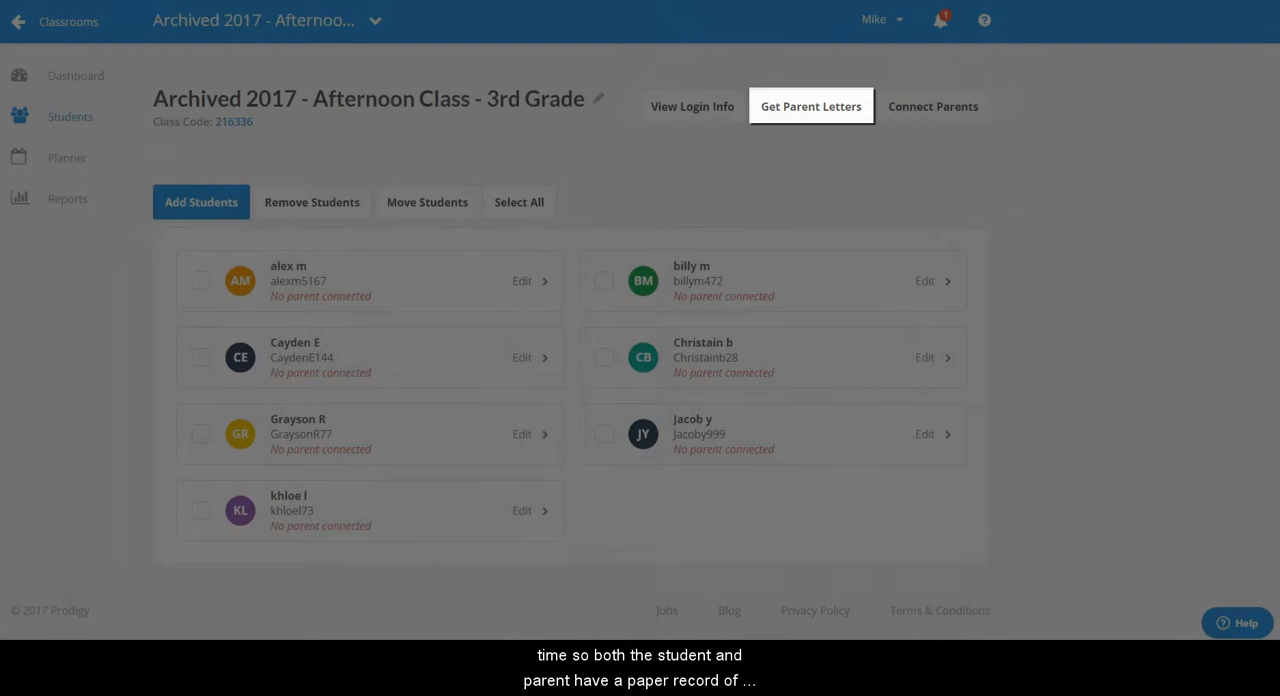 Classrooms
Archived 2017 - Afternoo...
Mike
1
Dashboard
Students
Planner
Reports
Archived 2017 - Afternoon Class - 3rd Grade
Class Code: 216336
View Login Info
Get Parent Letters
Connect Parents
Add Students
Remove Students
Move Students
Select All
AM
alex m
alexm5167
No parent connected
Edit
BM
billy m
billym472
No parent connected
Edit
CE
Cayden E
CaydenE144
No parent connected
Edit
CB
Christain b
Christainb28
No parent connected
Edit
GR
Grayson R
GraysonR77
No parent connected
Edit
JY
Jacob y
Jacoby999
No parent connected
Edit
KL
khloe l
khloel73
No parent connected
Edit
© 2017 Prodigy
Jobs
Blog
Privacy Policy
Terms & Conditions
? Help
time so both the student and
parent have a paper record of ...